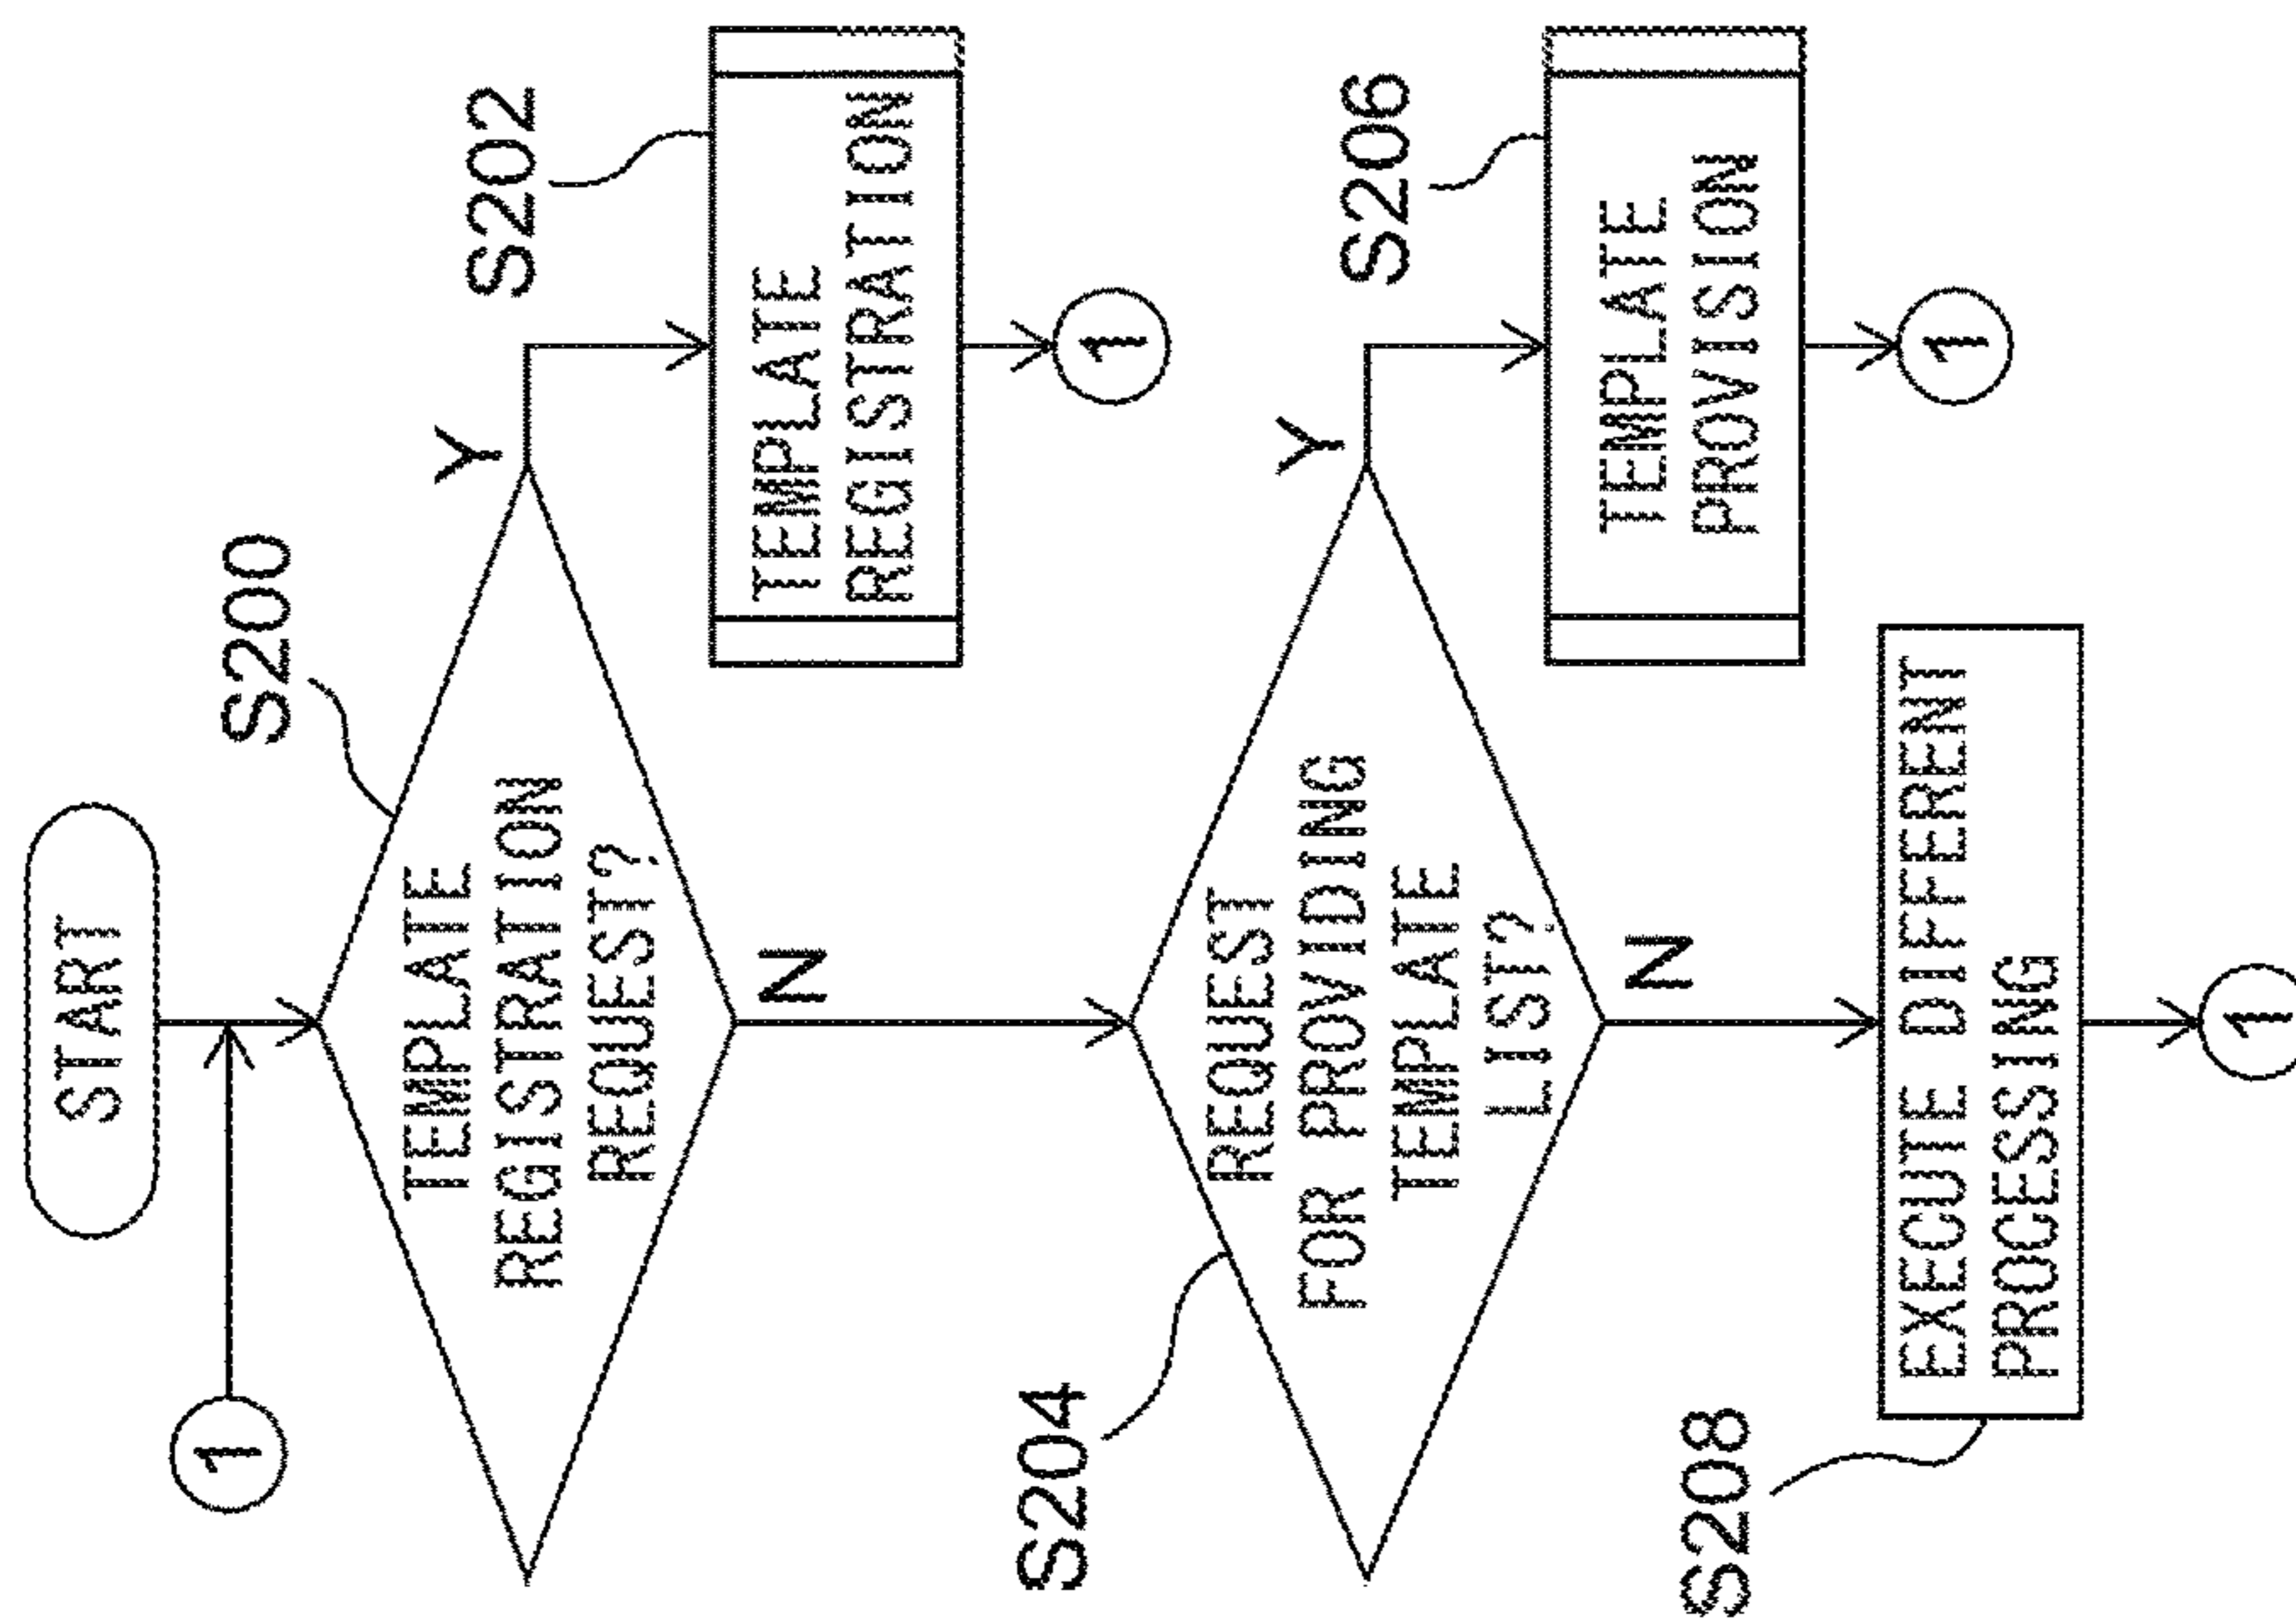 START
1
S200
TEMPLATE
REGISTRATION
REQUEST?
Y
S202
TEMPLATE
REGISTRATION
1
N
S204
REQUEST
FOR PROVIDING
TEMPLATE
LIST?
Y
S206
TEMPLATE
PROVISION
1
N
S208
EXECUTE DIFFERENT
PROCESSING
1